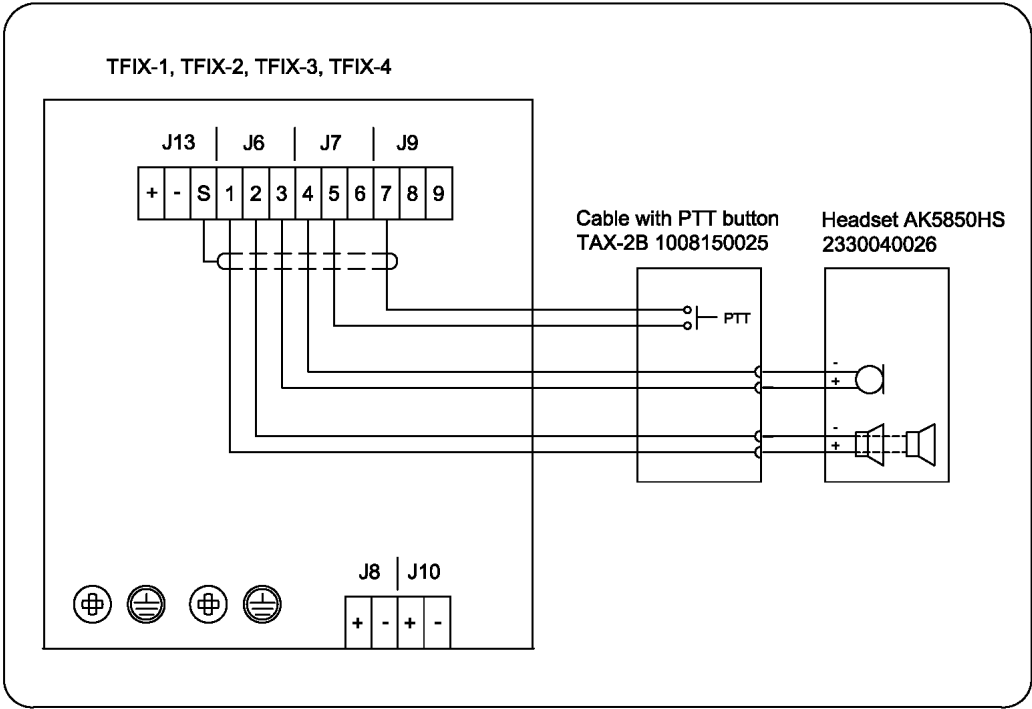 TFIX-1, TFIX-2, TFIX-3, TFIX-4
J13 J6 J7 J9
+ - S 1 2 3 4 5 6 7 8 9
Cable with PTT button
TAX-2B 1008150025
Headset AK5850HS
2330040026
PTT
-
+
-
+
J8 J10
+ - + -